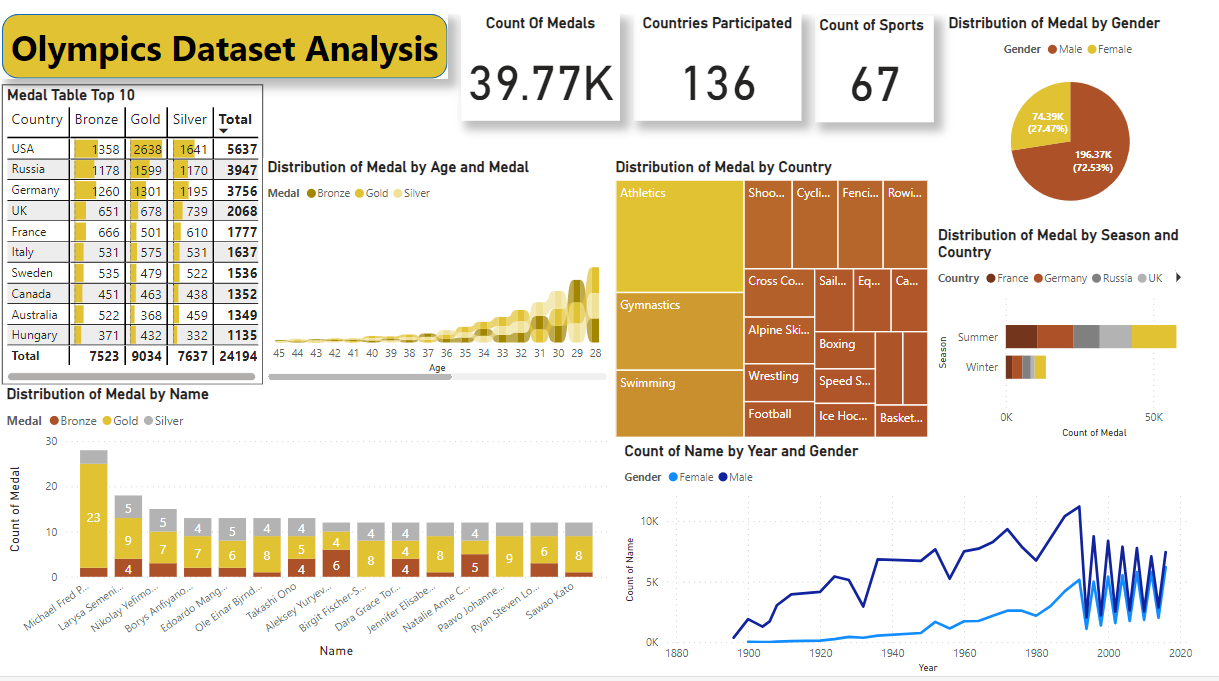 Olympics Dataset Analysis
Count Of Medals
39.77K
Countries Participated
136
Count of Sports
67
Distribution of Medal by Gender
Gender Male Female
74.39K
(27.47%)
196.37K
(72.53%)
Medal Table Top 10
Country Bronze Gold Silver Total
USA 1358 2638 1641 5637
Russia 1178 1599 1170 3947
Germany 1260 1301 1195 3756
UK 651 678 739 2068
France 666 501 610 1777
Italy 531 575 531 1637
Sweden 535 479 522 1536
Canada 451 463 438 1352
Australia 522 368 459 1349
Hungary 371 432 332 1135
Total 7523 9034 7637 24194
Distribution of Medal by Age and Medal
Medal Bronze Gold Silver
45 44 43 42 41 40 39 38 37 36 35 34 33 32 31 30 29 28
Age
Distribution of Medal by Country
Athletics
Gymnastics
Swimming
Shoo...
Cycli...
Fenci...
Rowi...
Cross Co...
Alpine Ski...
Wrestling
Football
Sail...
Eq...
Ca...
Boxing
Speed S...
Ice Hoc...
Basket...
Distribution of Medal by Season and
Country
Country France Germany Russia UK
Season
Summer
Winter
0K 50K
Count of Medal
Distribution of Medal by Name
Medal Bronze Gold Silver
Count of Medal
30
20
10
0
23
5
9
4
5
7
4
7
5
6
4
8
4
5
4
4
6
4
8
4
4
4
8
4
5
9
6
8
Michael Fred P...
Larysa Semeni...
Nikolay Yefimo...
Borys Anfiyano...
Edoardo Mang...
Ole Einar Bjrnd...
Takashi Ono
Aleksey Yuryev...
Birgit Fischer-S...
Dara Grace Tor...
Jennifer Elisabe...
Natalie Anne C...
Paavo Johanne...
Ryan Steven Lo...
Sawao Kato
Name
Count of Name by Year and Gender
Gender Female Male
Count of Name
10K
5K
0K
1880 1900 1920 1940 1960 1980 2000 2020
Year